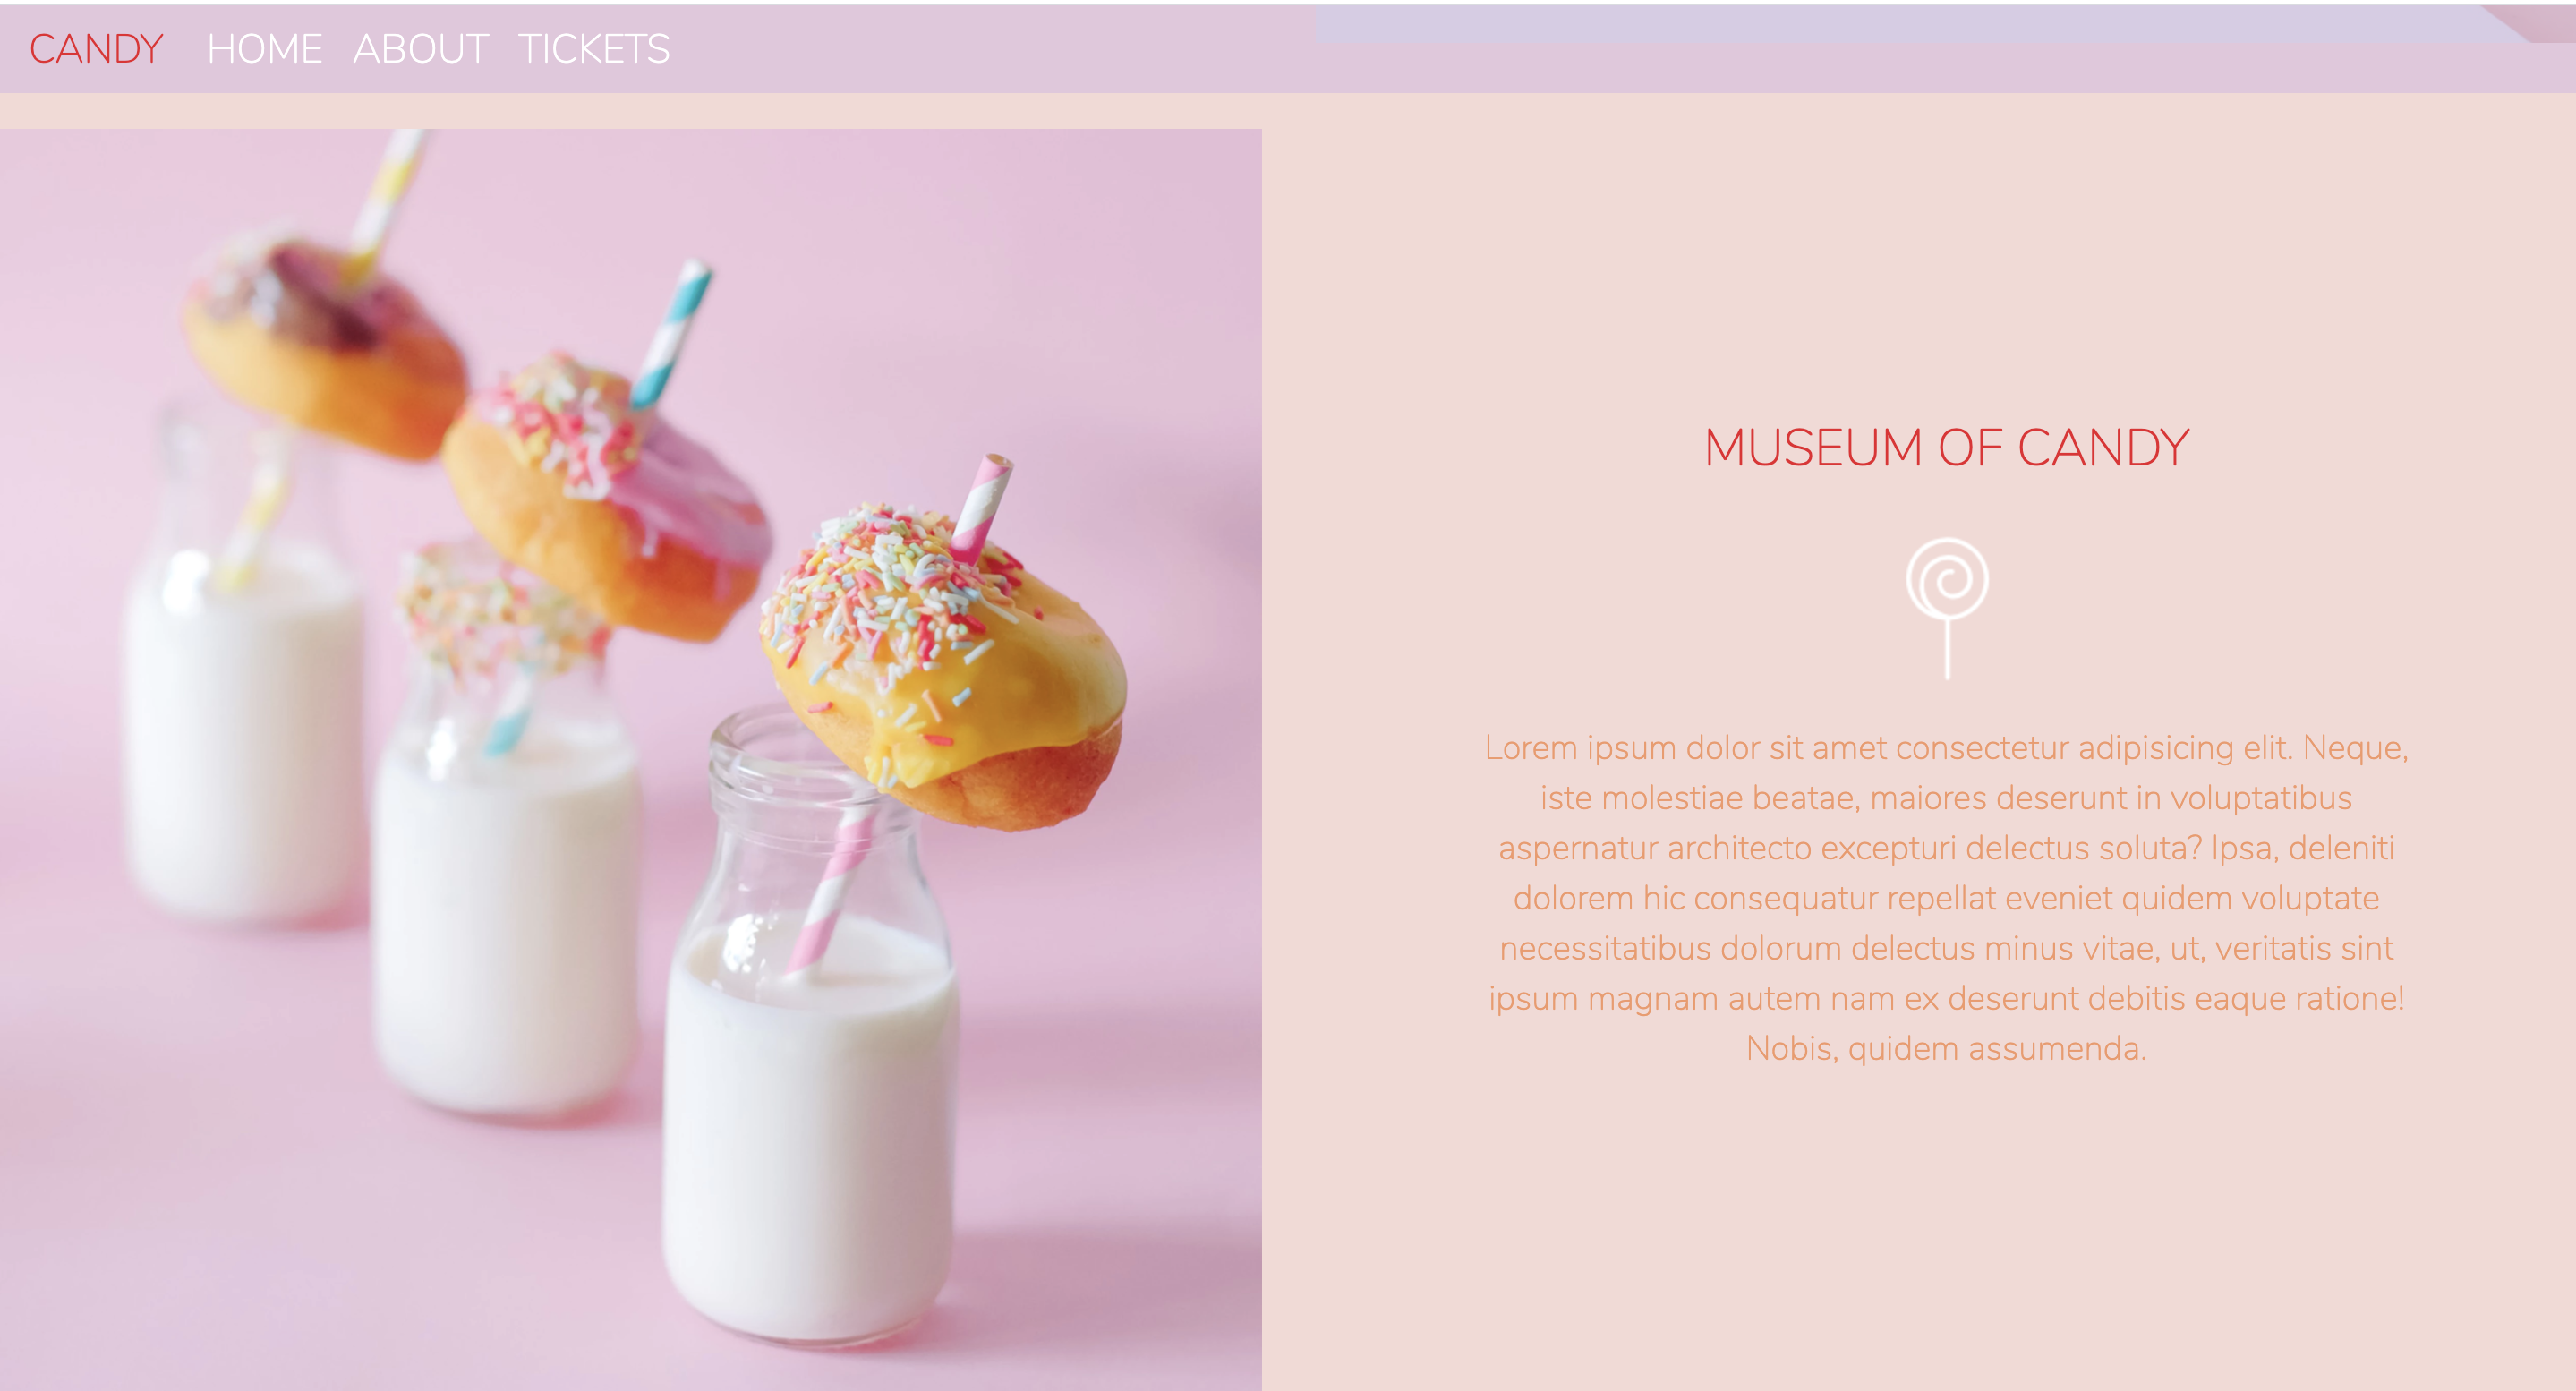 CANDY HOME ABOUT TICKETS
MUSEUM OF CANDY
Lorem ipsum dolor sit amet consectetur adipisicing elit. Neque,
iste molestiae beatae, maiores deserunt in voluptatibus
aspernatur architecto excepturi delectus soluta? Ipsa, deleniti
dolorem hic consequatur repellat eveniet quidem voluptate
necessitatibus dolorum delectus minus vitae, ut, veritatis sint
ipsum magnam autem nam ex deserunt debitis eaque ratione!
Nobis, quidem assumenda.